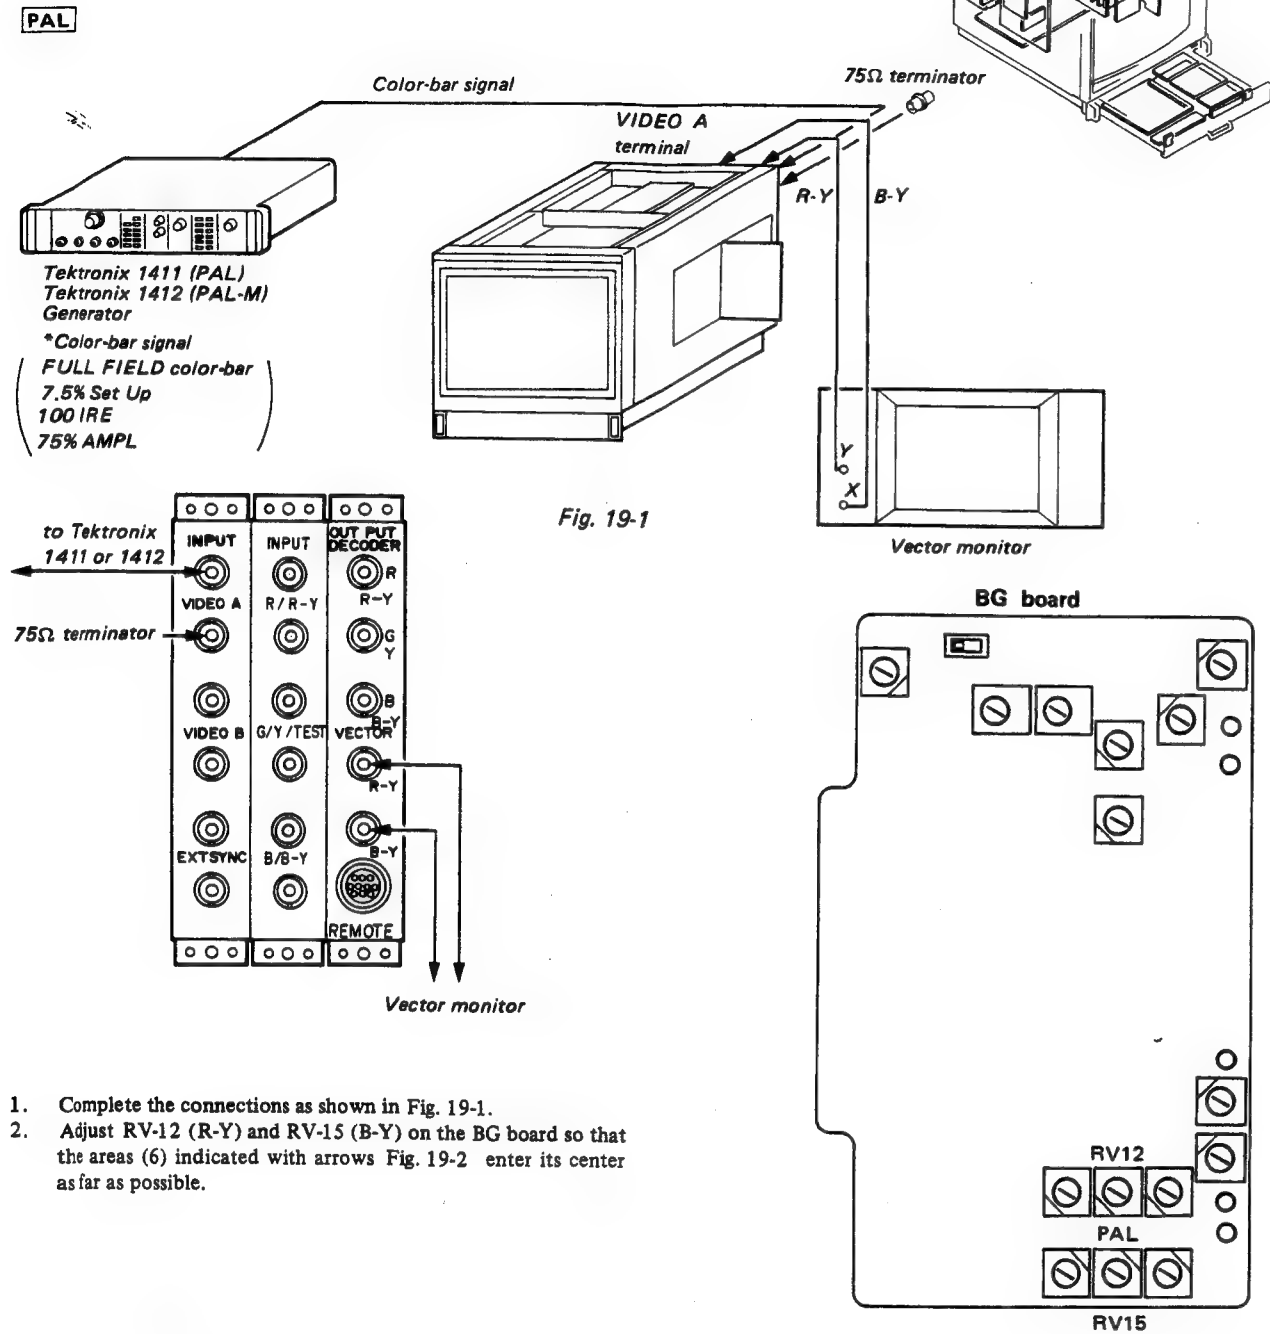 PAL
Color-bar signal
75Ω terminator
VIDEO A
terminal
R-Y
B-Y
Tektronix 1411 (PAL)
Tektronix 1412 (PAL-M)
Generator
*Color-bar signal
FULL FIELD color-bar
7.5% Set Up
100 IRE
75% AMPL
Y
X
Fig. 19-1
Vector monitor
to Tektronix
1411 or 1412
75Ω terminator
INPUT
VIDEO A
VIDEO B
EXT SYNC
INPUT
R/R-Y
G/Y/TEST
B/B-Y
OUT PUT
DECODER
R
R-Y
G
Y
B
B-Y
VECTOR
R-Y
B-Y
REMOTE
Vector monitor
BG board
RV12
PAL
RV15
1. Complete the connections as shown in Fig. 19-1.
2. Adjust RV-12 (R-Y) and RV-15 (B-Y) on the BG board so that
the areas (6) indicated with arrows Fig. 19-2 enter its center
as far as possible.